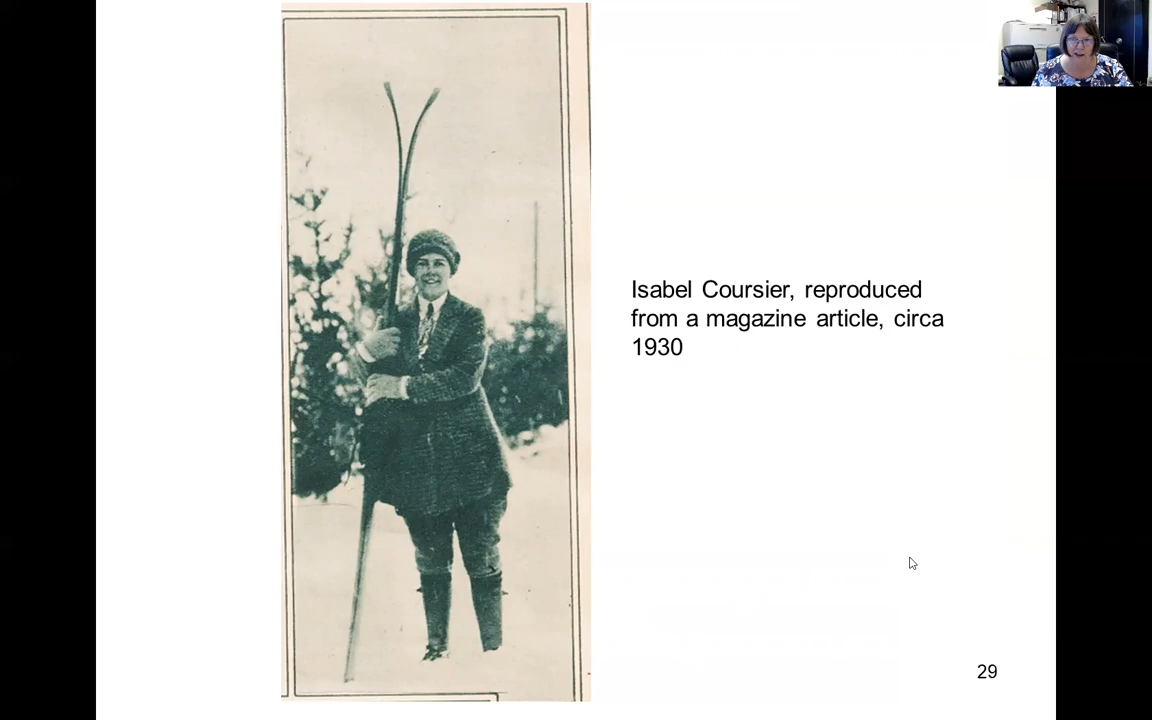 Isabel Coursier, reproduced
from a magazine article, circa
1930
29